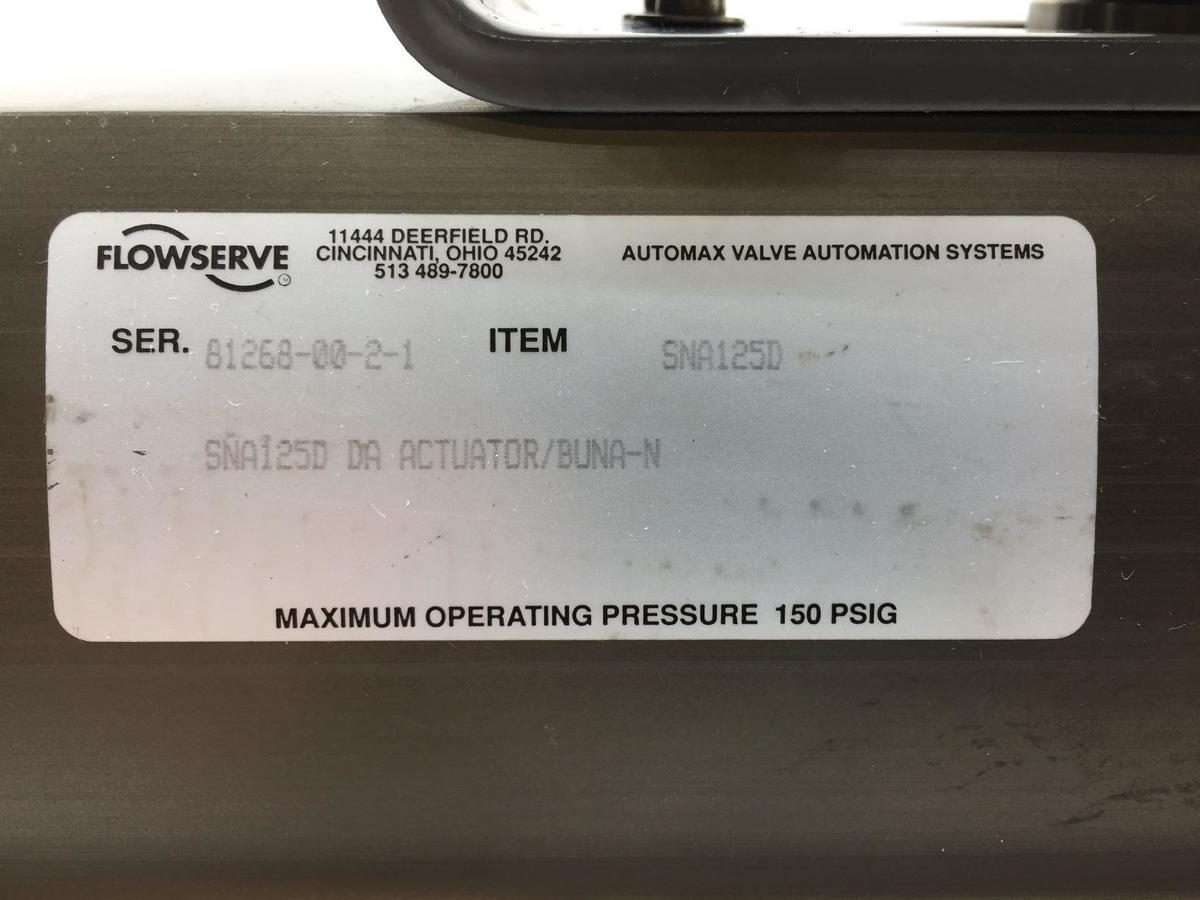 FLOWSERVE
11444 DEERFIELD RD.
CINCINNATI, OHIO 45242
513 489-7800
AUTOMAX VALVE AUTOMATION SYSTEMS
SER. 81268-00-2-1 ITEM SNA125D
SNA125D DA ACTUATOR/BUNA-N
MAXIMUM OPERATING PRESSURE 150 PSIG